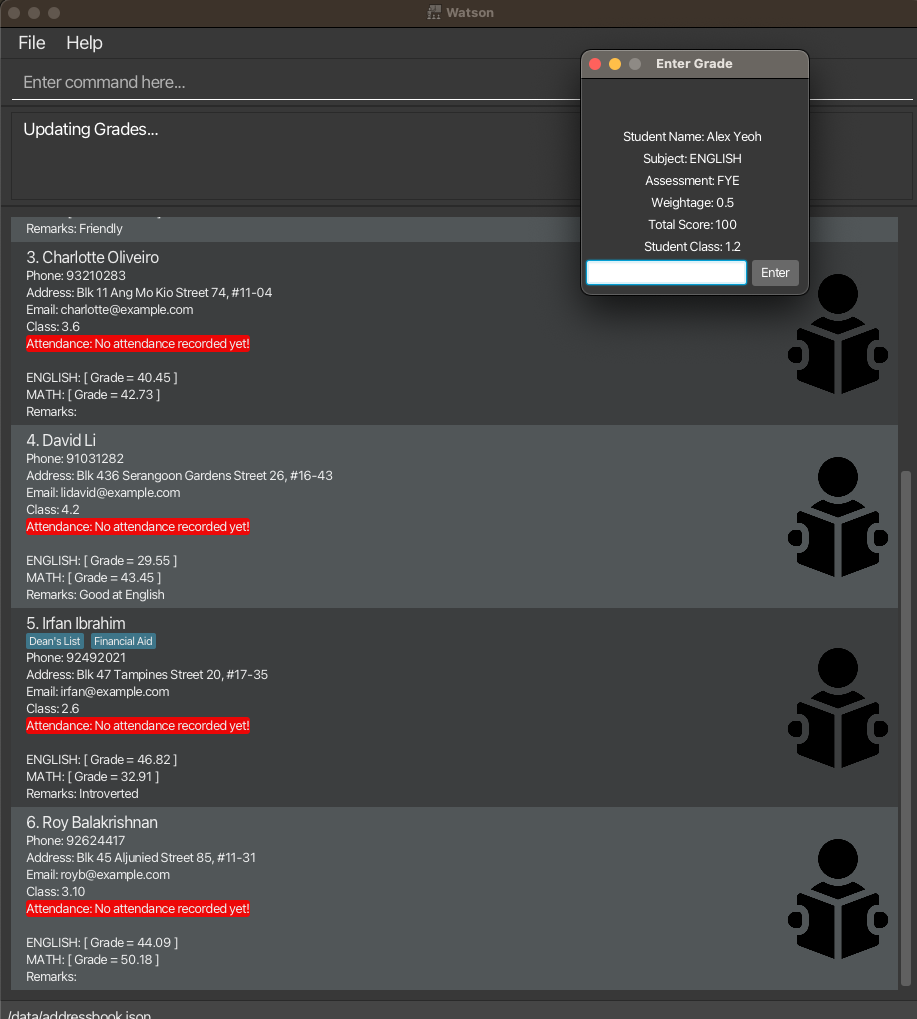 Watson
File Help
Enter command here...
Updating Grades...
Enter Grade
Student Name: Alex Yeoh
Subject: ENGLISH
Assessment: FYE
Weightage: 0.5
Total Score: 100
Student Class: 1.2
Enter
Remarks: Friendly
3. Charlotte Oliveiro
Phone: 93210283
Address: Blk 11 Ang Mo Kio Street 74, #11-04
Email: charlotte@example.com
Class: 3.6
Attendance: No attendance recorded yet!
ENGLISH: [ Grade = 40.45 ]
MATH: [ Grade = 42.73 ]
Remarks:
4. David Li
Phone: 91031282
Address: Blk 436 Serangoon Gardens Street 26, #16-43
Email: lidavid@example.com
Class: 4.2
Attendance: No attendance recorded yet!
ENGLISH: [ Grade = 29.55 ]
MATH: [ Grade = 43.45 ]
Remarks: Good at English
5. Irfan Ibrahim
Dean's List Financial Aid
Phone: 92492021
Address: Blk 47 Tampines Street 20, #17-35
Email: irfan@example.com
Class: 2.6
Attendance: No attendance recorded yet!
ENGLISH: [ Grade = 46.82 ]
MATH: [ Grade = 32.91 ]
Remarks: Introverted
6. Roy Balakrishnan
Phone: 92624417
Address: Blk 45 Aljunied Street 85, #11-31
Email: royb@example.com
Class: 3.10
Attendance: No attendance recorded yet!
ENGLISH: [ Grade = 44.09 ]
MATH: [ Grade = 50.18 ]
Remarks:
/data/addressbook.json